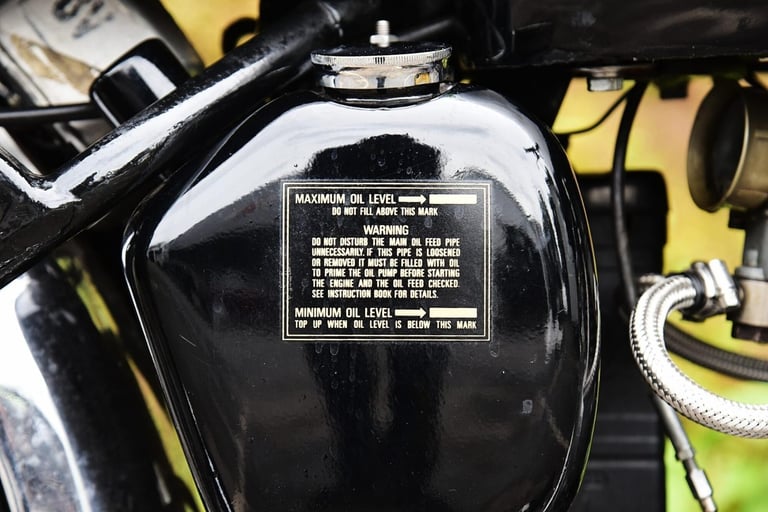 MAXIMUM OIL LEVEL
DO NOT FILL ABOVE THIS MARK
WARNING
DO NOT DISTURB THE MAIN OIL FEED PIPE
UNNECESSARILY. IF THIS PIPE IS LOOSENED
OR REMOVED IT MUST BE FILLED WITH OIL
TO PRIME THE OIL PUMP BEFORE STARTING
THE ENGINE AND THE OIL FEED CHECKED.
SEE INSTRUCTION BOOK FOR DETAILS.
MINIMUM OIL LEVEL
TOP UP WHEN OIL LEVEL IS BELOW THIS MARK